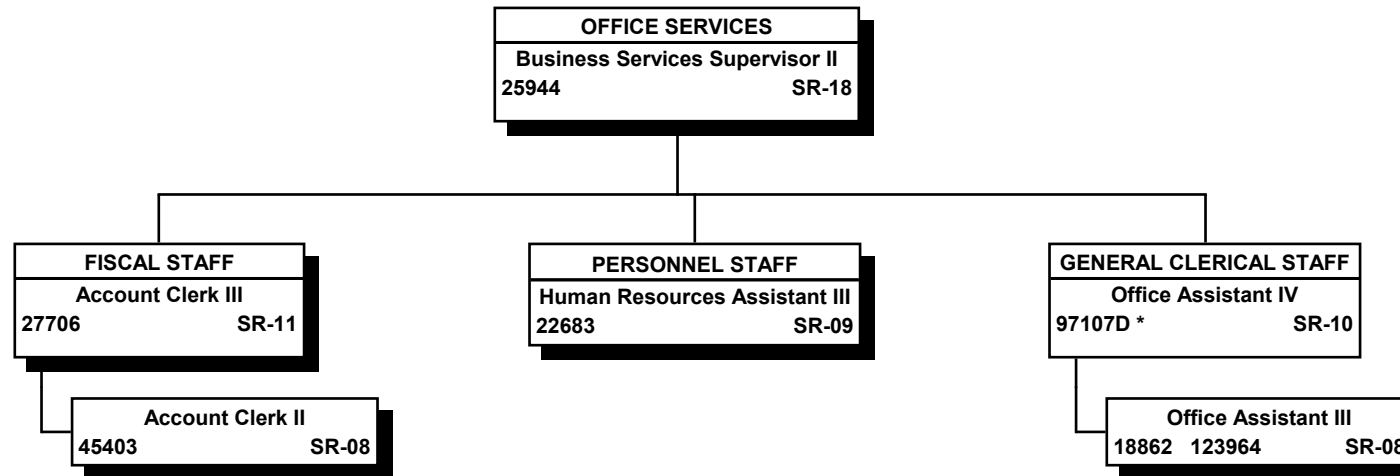 OFFICE SERVICES
Business Services Supervisor II
25944 SR-18
FISCAL STAFF
Account Clerk III
27706 SR-11
Account Clerk II
45403 SR-08
PERSONNEL STAFF
Human Resources Assistant III
22683 SR-09
GENERAL CLERICAL STAFF
Office Assistant IV
97107D * SR-10
Office Assistant III
18862 123964 SR-08